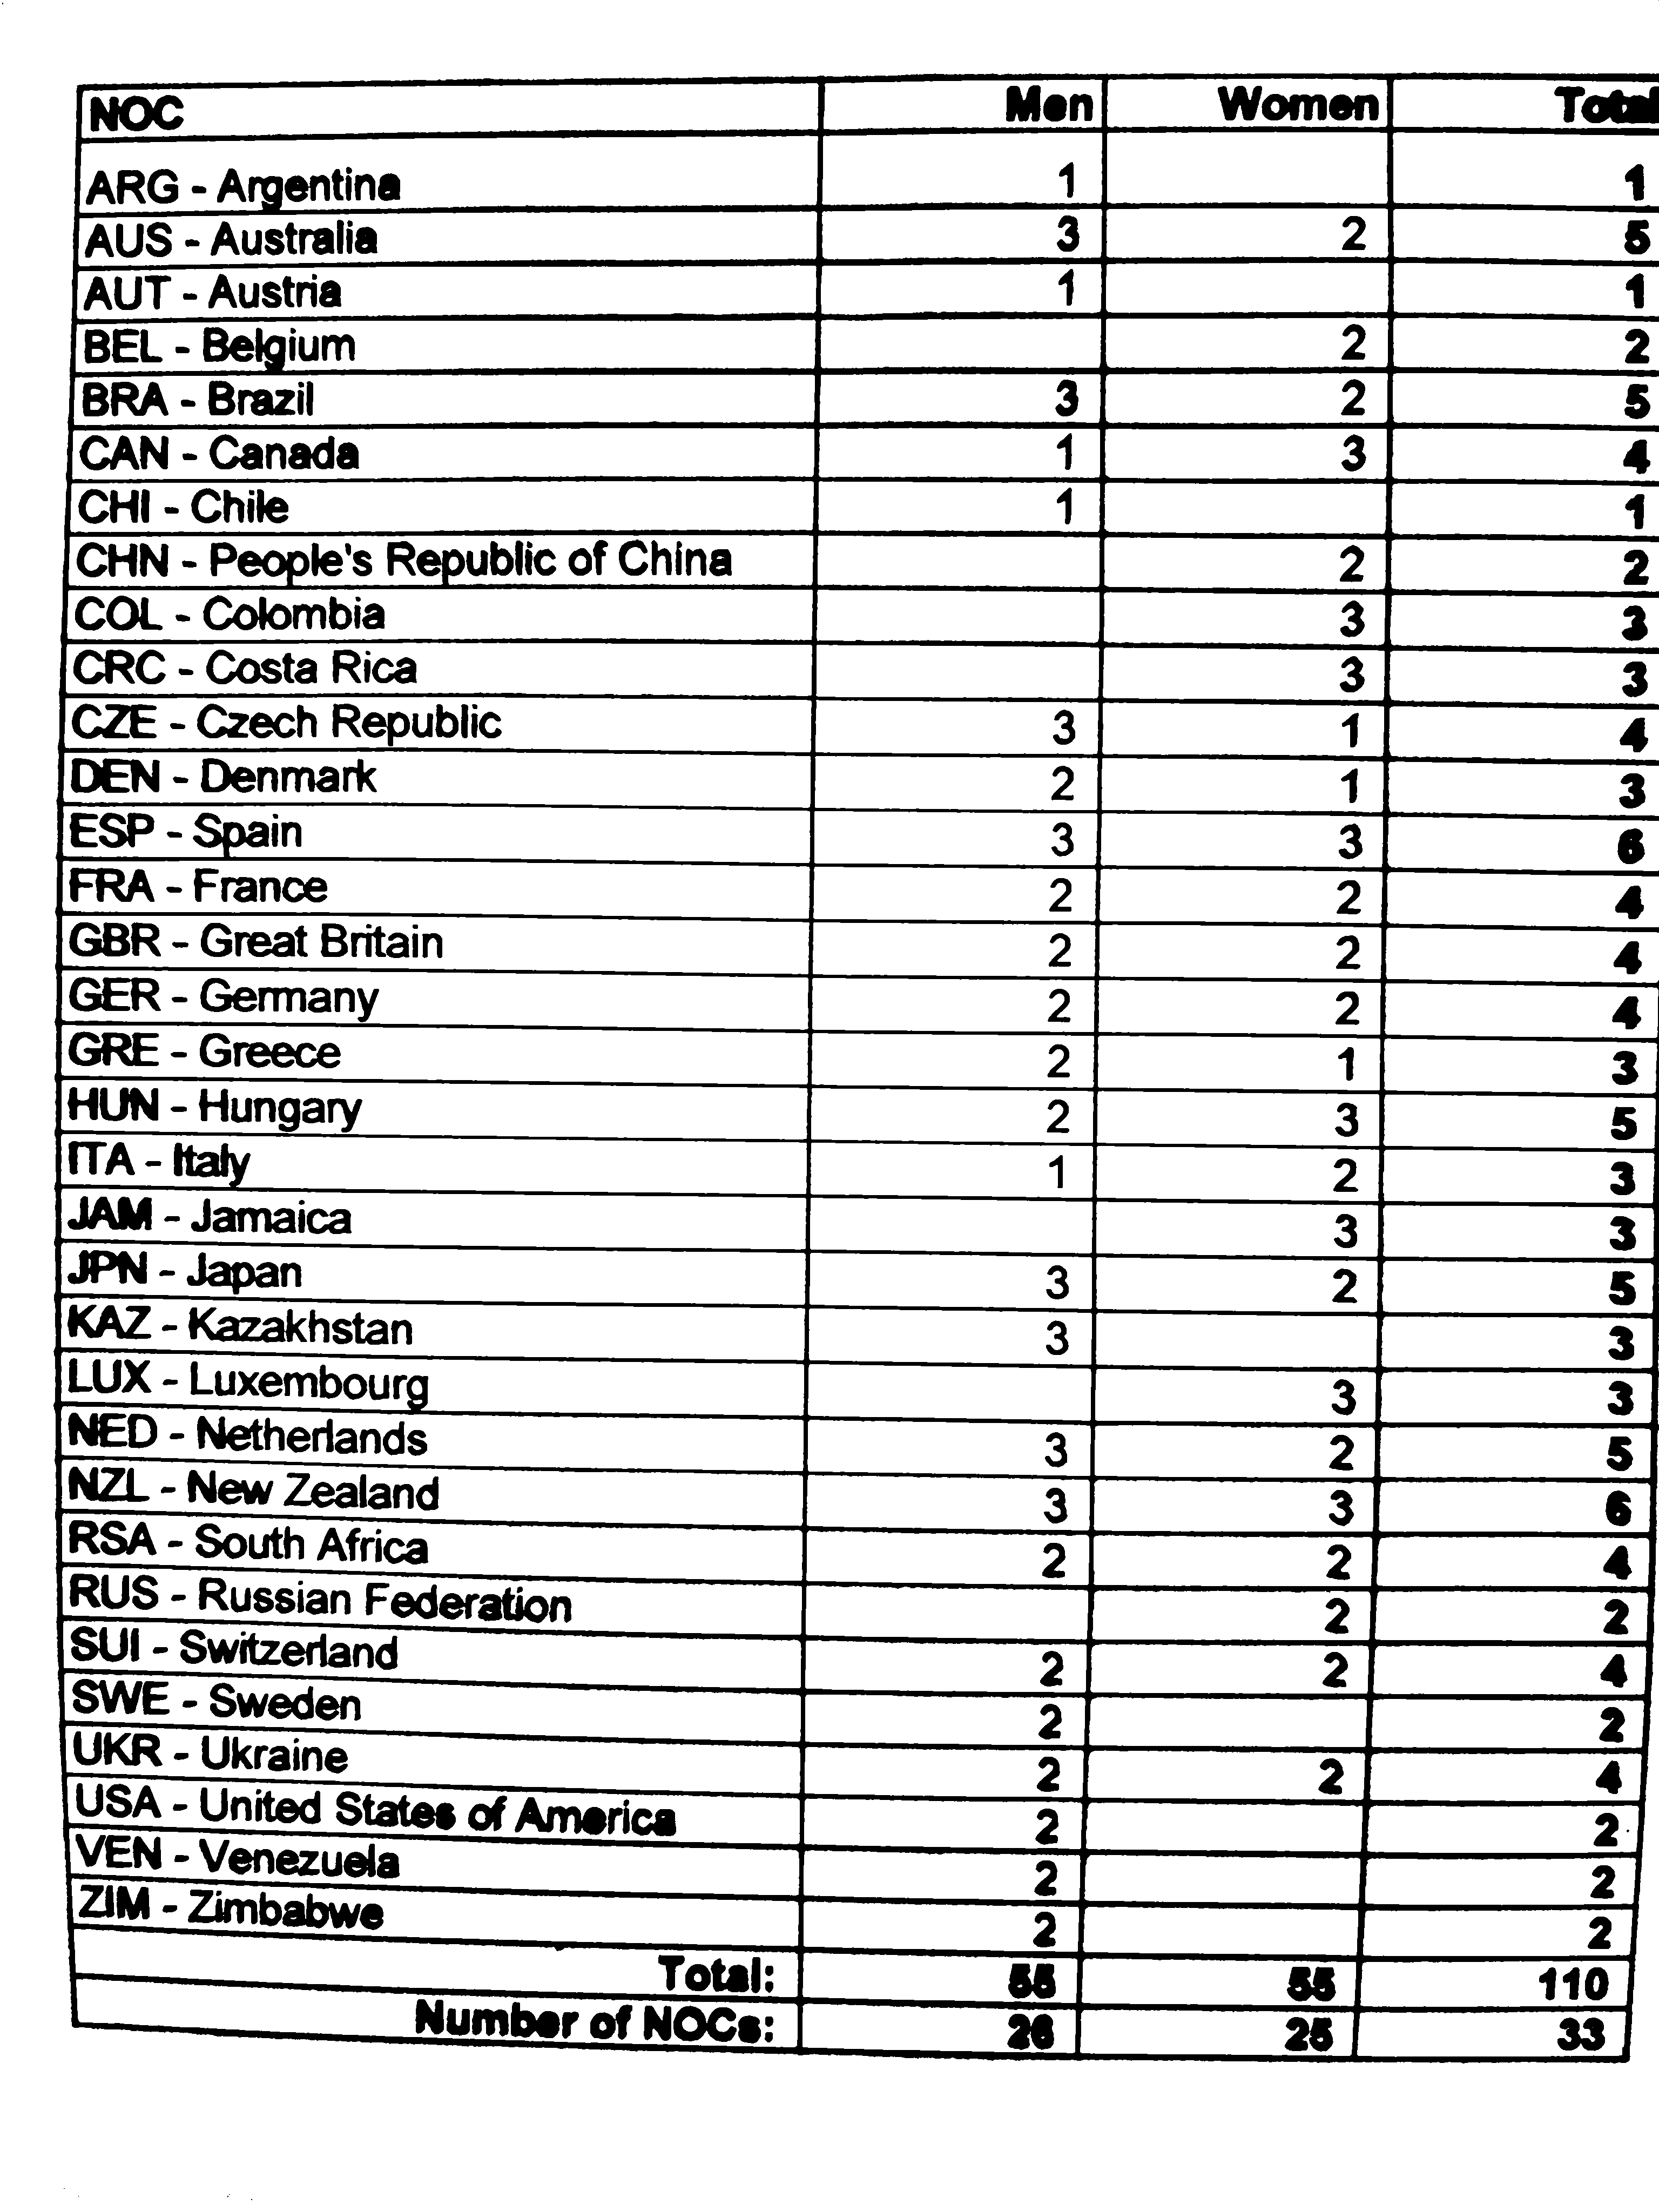 NOC Men Women Total
ARG - Argentina 1 1
AUS - Australia 3 2 5
AUT - Austria 1 1
BEL - Belgium 2 2
BRA - Brazil 3 2 5
CAN - Canada 1 3 4
CHI - Chile 1 1
CHN - People's Republic of China 2 2
COL - Colombia 3 3
CRC - Costa Rica 3 3
CZE - Czech Republic 3 1 4
DEN - Denmark 2 1 3
ESP - Spain 3 3 6
FRA - France 2 2 4
GBR - Great Britain 2 2 4
GER - Germany 2 2 4
GRE - Greece 2 1 3
HUN - Hungary 2 3 5
ITA - Italy 1 2 3
JAM - Jamaica 3 3
JPN - Japan 3 2 5
KAZ - Kazakhstan 3 3
LUX - Luxembourg 3 3
NED - Netherlands 3 2 5
NZL - New Zealand 3 3 6
RSA - South Africa 2 2 4
RUS - Russian Federation 2 2
SUI - Switzerland 2 2 4
SWE - Sweden 2 2
UKR - Ukraine 2 2 4
USA - United States of America 2 2
VEN - Venezuela 2 2
ZIM - Zimbabwe 2 2
Total: 55 55 110
Number of NOCs: 26 25 33